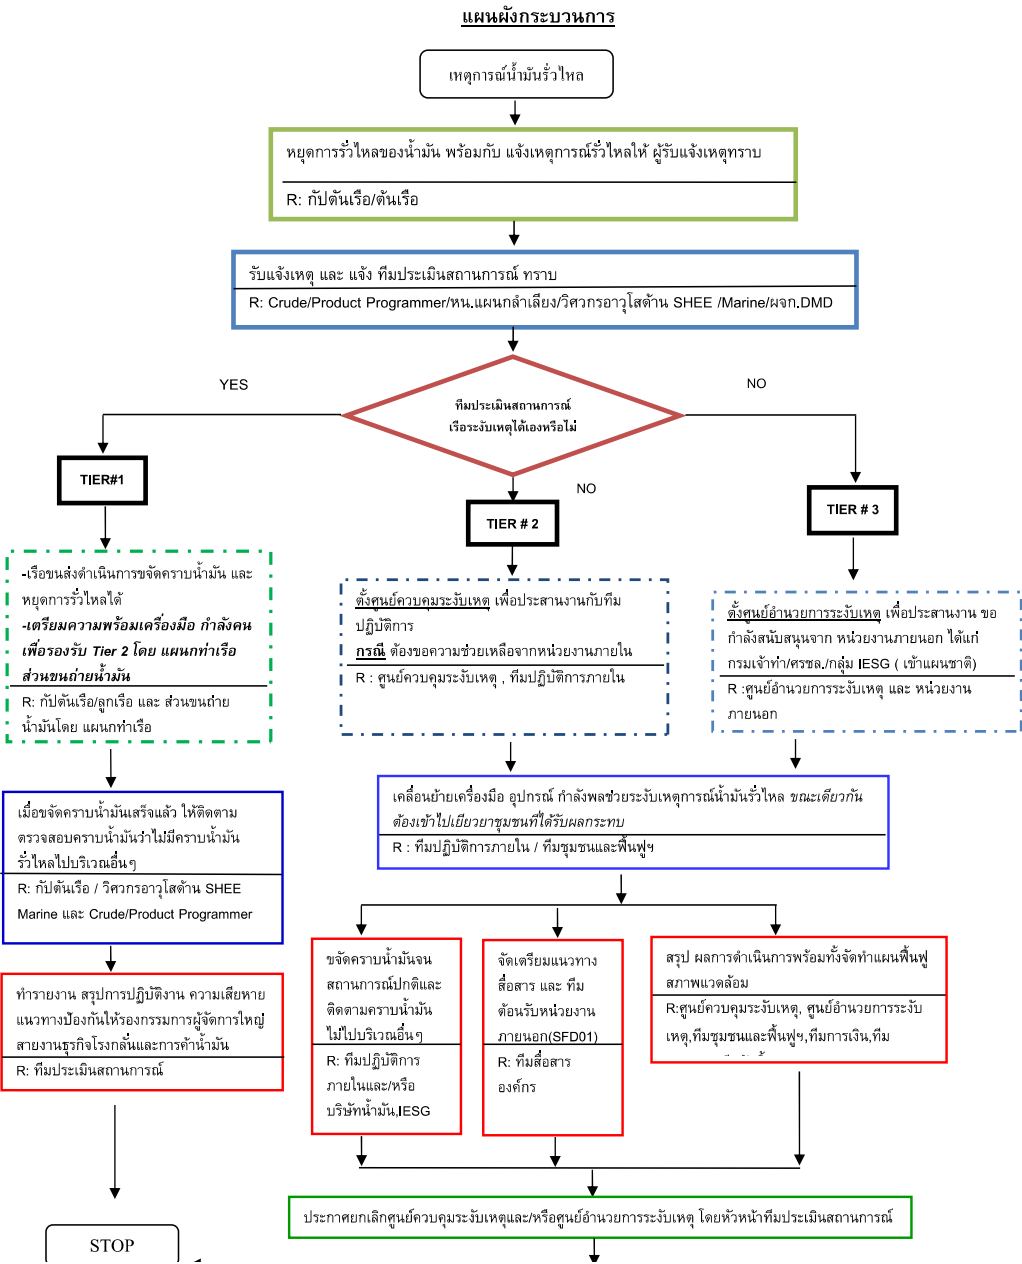 แผนผังกระบวนการ
เหตุการณ์น้ำมันรั่วไหล
หยุดการรั่วไหลของน้ำมัน พร้อมกับ แจ้งเหตุการณ์รั่วไหลให้ ผู้รับแจ้งเหตุทราบ
R: กัปตันเรือ/ต้นเรือ
รับแจ้งเหตุ และ แจ้ง ทีมประเมินสถานการณ์ ทราบ
R: Crude/Product Programmer/หน.แผนกลำเลียง/วิศวกรอาวุโสด้าน SHEE /Marine/ผจก.DMD
YES
NO
ทีมประเมินสถานการณ์
เรือระงับเหตุได้เองหรือไม่
TIER#1
NO
TIER # 2
TIER # 3
-เรือขนส่งดำเนินการขจัดคราบน้ำมัน และ
หยุดการรั่วไหลได้
-เตรียมความพร้อมเครื่องมือ กำลังคน
เพื่อรองรับ Tier 2 โดย แผนกท่าเรือ
ส่วนขนถ่ายน้ำมัน
R: กัปตันเรือ/ลูกเรือ และ ส่วนขนถ่าย
น้ำมันโดย แผนกท่าเรือ
ตั้งศูนย์ควบคุมระงับเหตุ เพื่อประสานงานกับทีม
ปฏิบัติการ
กรณี ต้องขอความช่วยเหลือจากหน่วยงานภายใน
R : ศูนย์ควบคุมระงับเหตุ , ทีมปฏิบัติการภายใน
ตั้งศูนย์อำนวยการระงับเหตุ เพื่อประสานงาน ขอ
กำลังสนับสนุนจาก หน่วยงานภายนอก ได้แก่
กรมเจ้าท่า/ศรชล./กลุ่ม IESG ( เข้าแผนชาติ)
R :ศูนย์อำนวยการระงับเหตุ และ หน่วยงาน
ภายนอก
เมื่อขจัดคราบน้ำมันเสร็จแล้ว ให้ติดตาม
ตรวจสอบคราบน้ำมันว่าไม่มีคราบน้ำมัน
รั่วไหลไปบริเวณอื่นๆ
R: กัปตันเรือ / วิศวกรอาวุโสด้าน SHEE
Marine และ Crude/Product Programmer
เคลื่อนย้ายเครื่องมือ อุปกรณ์ กำลังพลช่วยระงับเหตุการณ์น้ำมันรั่วไหล ขณะเดียวกัน
ต้องเข้าไปเยียวยาชุมชนที่ได้รับผลกระทบ
R : ทีมปฏิบัติการภายใน / ทีมชุมชนและฟื้นฟูฯ
ทำรายงาน สรุปการปฏิบัติงาน ความเสียหาย
แนวทางป้องกันให้รองกรรมการผู้จัดการใหญ่
สายงานธุรกิจโรงกลั่นและการค้าน้ำมัน
R: ทีมประเมินสถานการณ์
ขจัดคราบน้ำมันจน
สถานการณ์ปกติและ
ติดตามคราบน้ำมัน
ไม่ไปบริเวณอื่นๆ
R: ทีมปฏิบัติการ
ภายในและ/หรือ
บริษัทน้ำมัน,IESG
จัดเตรียมแนวทาง
สื่อสาร และ ทีม
ต้อนรับหน่วยงาน
ภายนอก(SFD01)
R: ทีมสื่อสาร
องค์กร
สรุป ผลการดำเนินการพร้อมทั้งจัดทำแผนฟื้นฟู
สภาพแวดล้อม
R:ศูนย์ควบคุมระงับเหตุ, ศูนย์อำนวยการระงับ
เหตุ,ทีมชุมชนและฟื้นฟูฯ,ทีมการเงิน,ทีม
ประกาศยกเลิกศูนย์ควบคุมระงับเหตุและ/หรือศูนย์อำนวยการระงับเหตุ โดยหัวหน้าทีมประเมินสถานการณ์
STOP